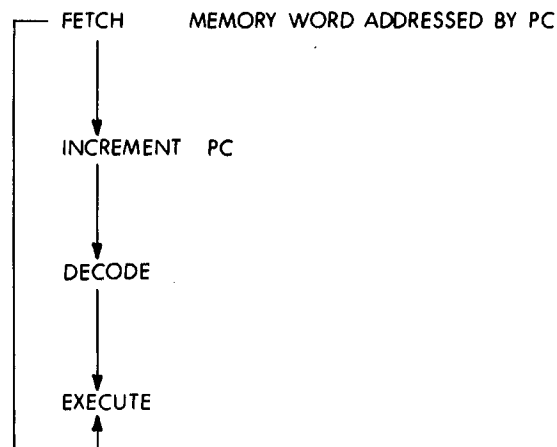 FETCH MEMORY WORD ADDRESSED BY PC
INCREMENT PC
DECODE
EXECUTE